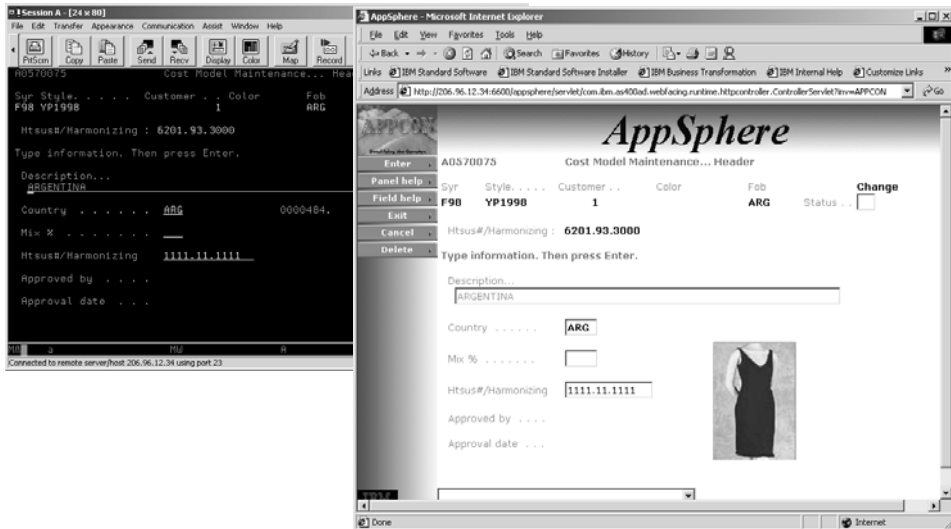 Session A - [24 x 80]
File Edit Transfer Appearance Communication Assist Window Help
PrtScrn Copy Paste Send Recv Display Color Map Record
A0570075 Cost Model Maintenance... Hea
Syr Style. . . . . Customer . . Color Fob
F98 YP1998 1 ARG
Htsus#/Harmonizing : 6201.93.3000
Type information. Then press Enter.
Description...
ARGENTINA
Country . . . . . . ARG 0000484.
Mix % . . . . . . .
Htsus#/Harmonizing 1111.11.1111
Approved by . . . .
Approval date . . .
a MW A
Connected to remote server/host 206.96.12.34 using port 23
AppSphere - Microsoft Internet Explorer
File Edit View Favorites Tools Help
Back Search Favorites History
Links IBM Standard Software IBM Standard Software Installer IBM Business Transformation IBM Internal Help Customize Links
Address http://206.96.12.34:6600/appsphere/servlet/com.ibm.as400ad.webfacing.runtime.httpcontroller.ControllerServlet?inv=APPCON Go
APPCON
AppSphere
Enter
Panel help
Field help
Exit
Cancel
Delete
A0570075 Cost Model Maintenance... Header
Syr Style. . . . . Customer . . Color Fob Change
F98 YP1998 1 ARG Status . .
Htsus#/Harmonizing : 6201.93.3000
Type information. Then press Enter.
Description...
ARGENTINA
Country . . . . . . ARG
Mix % . . . . . . .
Htsus#/Harmonizing 1111.11.1111
Approved by . . . .
Approval date . . .
IBM
Done Internet